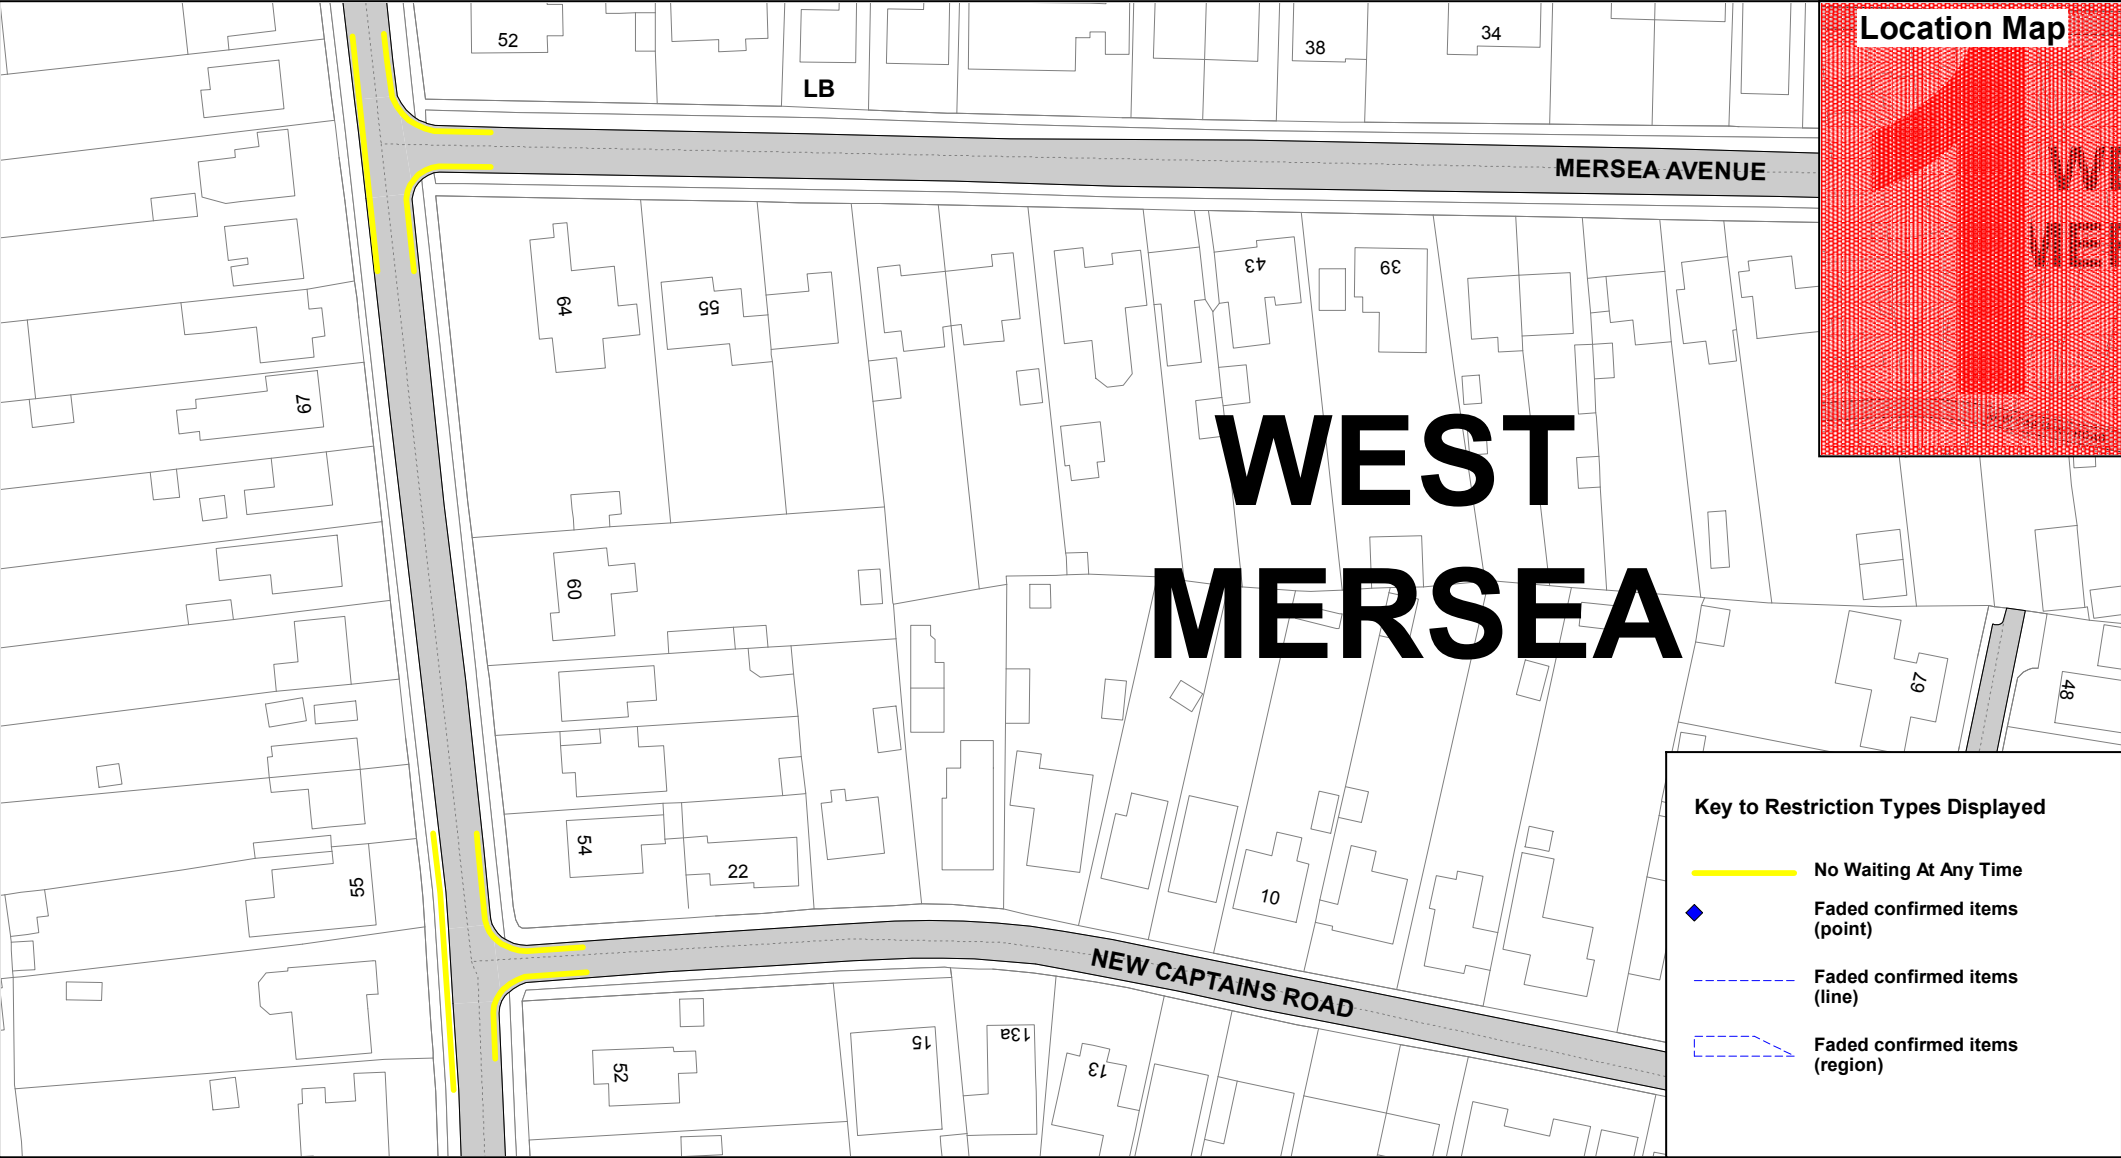 Location Map
1
52
38
34
LB
MERSEA AVENUE
64
55
43
39
67
WEST
MERSEA
60
67
48
54
22
55
10
NEW CAPTAINS ROAD
52
15
13a
13
Key to Restriction Types Displayed
No Waiting At Any Time
Faded confirmed items
(point)
Faded confirmed items
(line)
Faded confirmed items
(region)